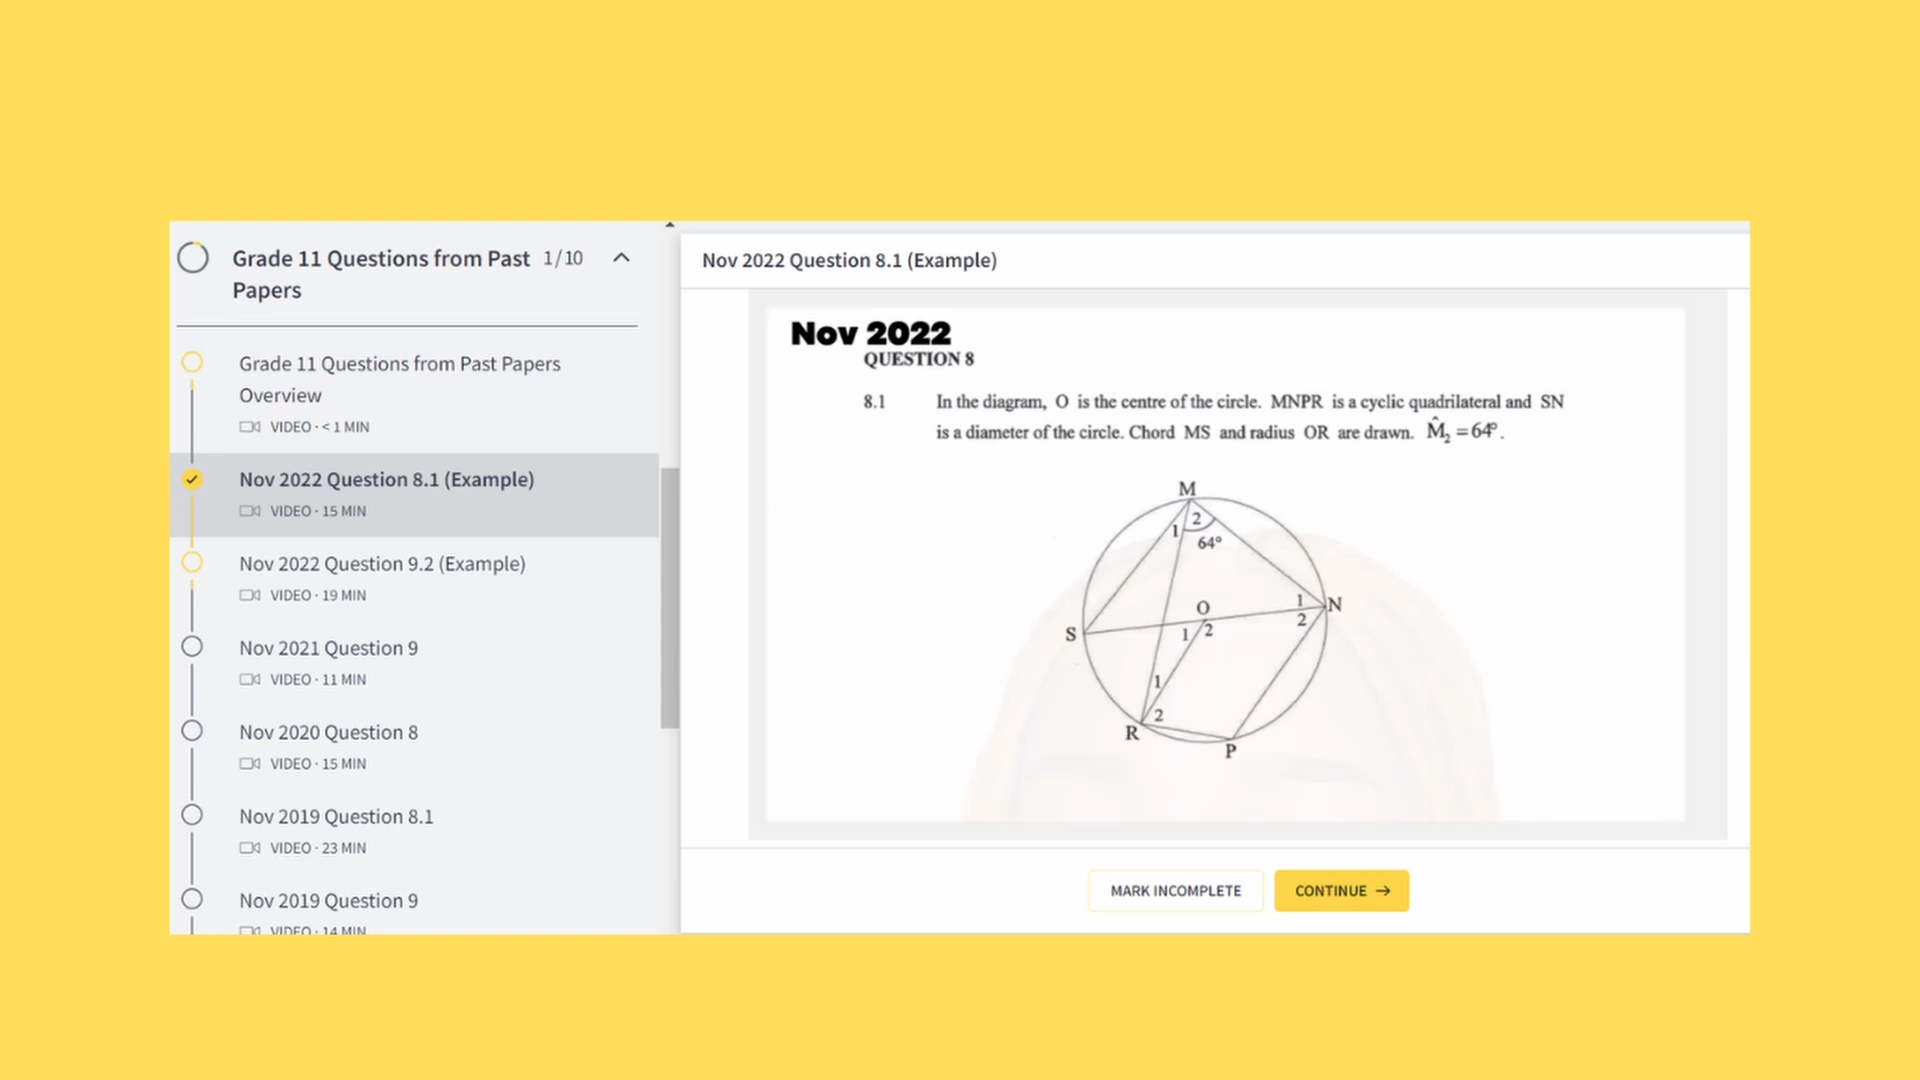 Grade 11 Questions from Past 1/10
Papers
Grade 11 Questions from Past Papers
Overview
VIDEO · < 1 MIN
Nov 2022 Question 8.1 (Example)
VIDEO · 15 MIN
Nov 2022 Question 9.2 (Example)
VIDEO · 19 MIN
Nov 2021 Question 9
VIDEO · 11 MIN
Nov 2020 Question 8
VIDEO · 15 MIN
Nov 2019 Question 8.1
VIDEO · 23 MIN
Nov 2019 Question 9
VIDEO · 14 MIN
Nov 2022 Question 8.1 (Example)
Nov 2022
QUESTION 8
8.1 In the diagram, O is the centre of the circle. MNPR is a cyclic quadrilateral and SN
is a diameter of the circle. Chord MS and radius OR are drawn. M̂₂ = 64°.
M
2
1
64°
O
1
N
2
S
1 2
1
2
R
P
MARK INCOMPLETE
CONTINUE →